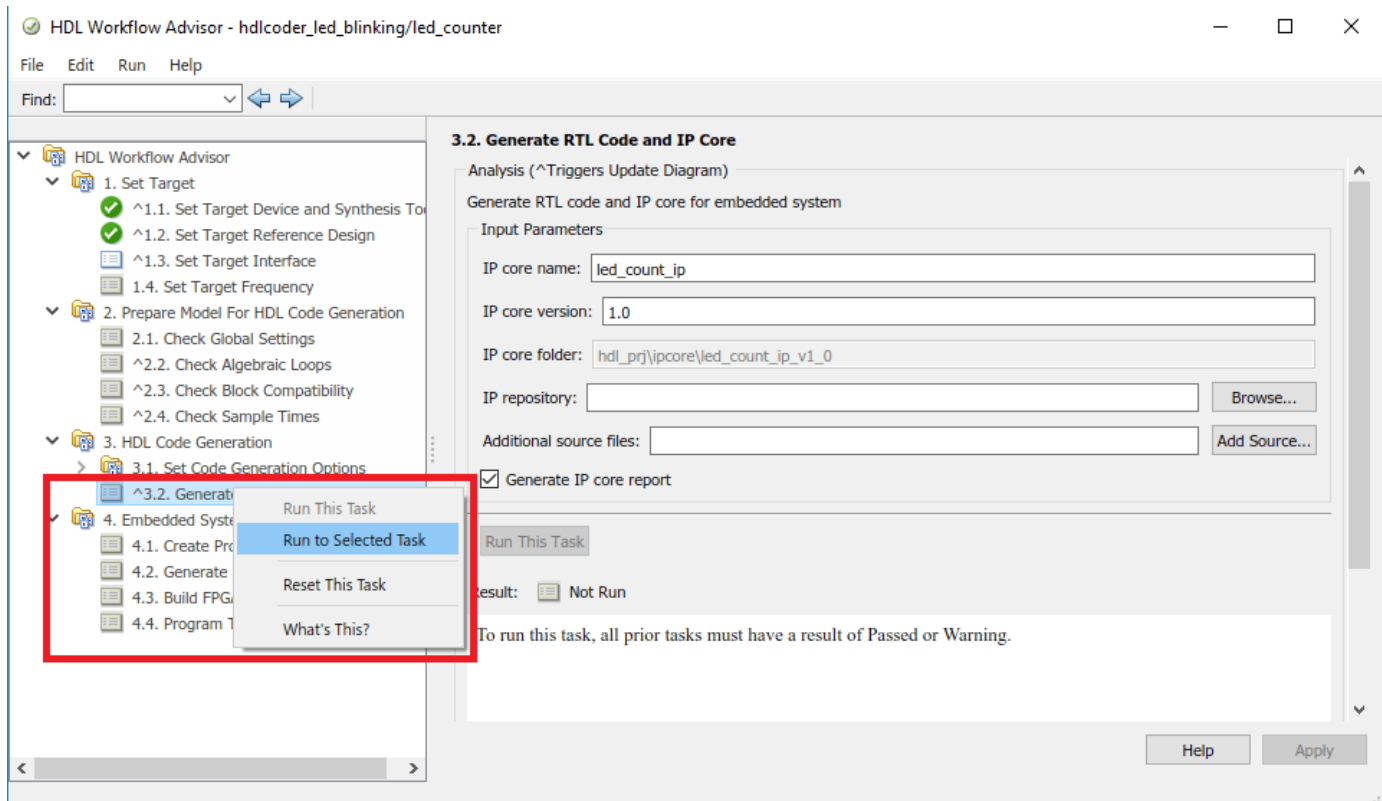 HDL Workflow Advisor - hdlcoder_led_blinking/led_counter
File Edit Run Help
Find:
HDL Workflow Advisor
1. Set Target
^1.1. Set Target Device and Synthesis To
^1.2. Set Target Reference Design
^1.3. Set Target Interface
1.4. Set Target Frequency
2. Prepare Model For HDL Code Generation
2.1. Check Global Settings
^2.2. Check Algebraic Loops
^2.3. Check Block Compatibility
^2.4. Check Sample Times
3. HDL Code Generation
3.1. Set Code Generation Options
^3.2. Generat
4. Embedded Syste
4.1. Create Pro
4.2. Generate
4.3. Build FPGA
4.4. Program T
Run This Task
Run to Selected Task
Reset This Task
What's This?
3.2. Generate RTL Code and IP Core
Analysis (^Triggers Update Diagram)
Generate RTL code and IP core for embedded system
Input Parameters
IP core name: led_count_ip
IP core version: 1.0
IP core folder: hdl_prj\ipcore\led_count_ip_v1_0
IP repository: Browse...
Additional source files: Add Source...
Generate IP core report
Run This Task
Result: Not Run
To run this task, all prior tasks must have a result of Passed or Warning.
Help Apply